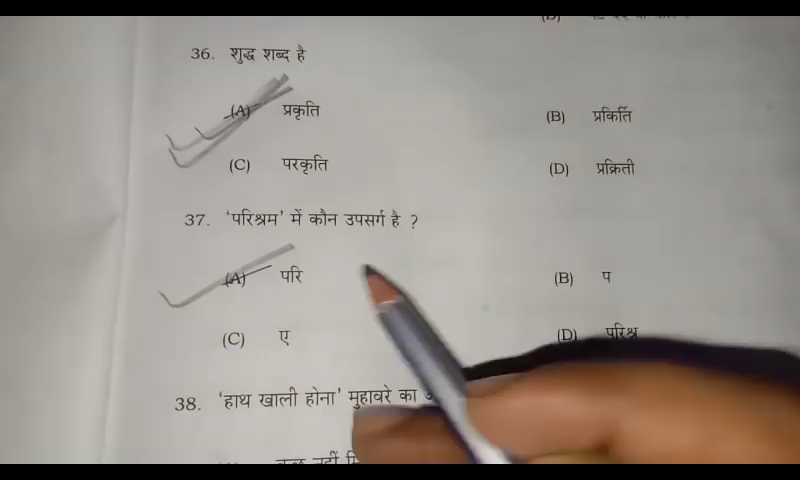 (D)
36. शुद्ध शब्द है
(A) प्रकृति (B) प्रकिर्ति
(C) परकृति (D) प्रक्रिती
37. 'परिश्रम' में कौन उपसर्ग है ?
(A) परि (B) प
(C) ए (D) परिश्र
38. 'हाथ खाली होना' मुहावरे का